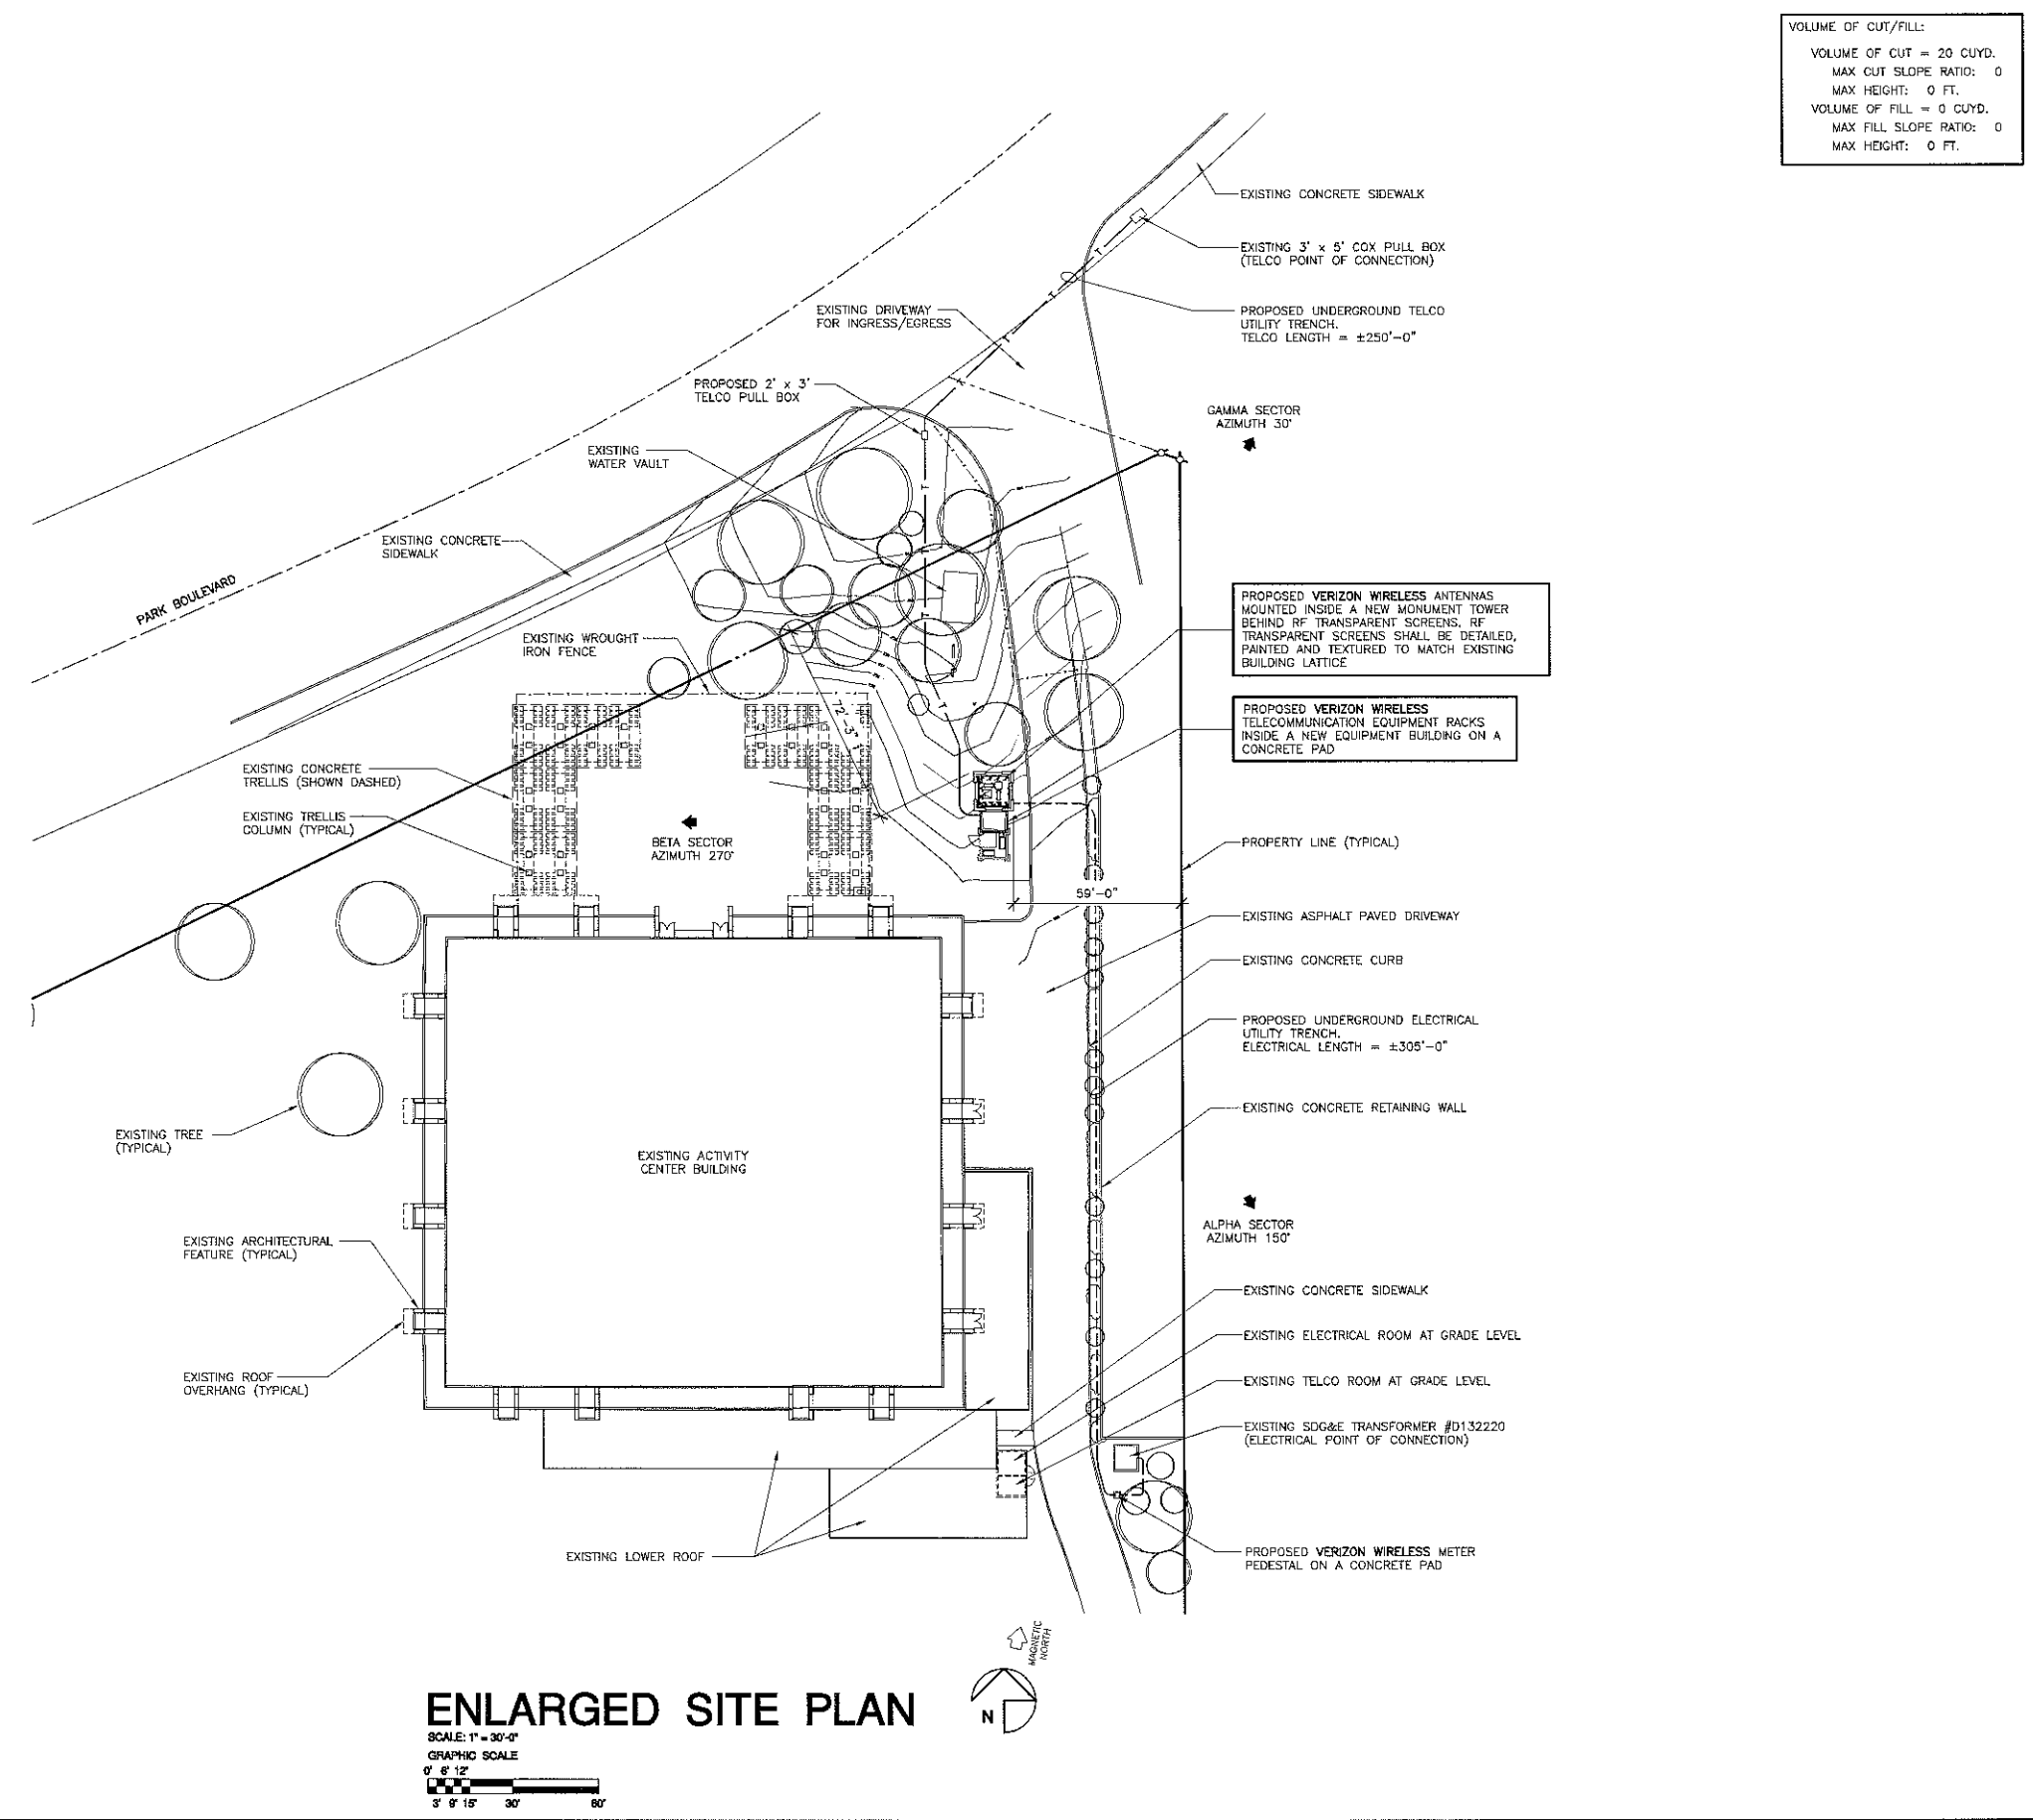 VOLUME OF CUT/FILL:
VOLUME OF CUT = 20 CUYD.
MAX CUT SLOPE RATIO: 0
MAX HEIGHT: 0 FT.
VOLUME OF FILL = 0 CUYD.
MAX FILL SLOPE RATIO: 0
MAX HEIGHT: 0 FT.
EXISTING CONCRETE SIDEWALK
EXISTING 3' x 5' COX PULL BOX
(TELCO POINT OF CONNECTION)
EXISTING DRIVEWAY
FOR INGRESS/EGRESS
PROPOSED UNDERGROUND TELCO
UTILITY TRENCH.
TELCO LENGTH = ±250'-0"
PROPOSED 2' x 3'
TELCO PULL BOX
GAMMA SECTOR
AZIMUTH 30°
EXISTING
WATER VAULT
EXISTING CONCRETE
SIDEWALK
PARK BOULEVARD
PROPOSED VERIZON WIRELESS ANTENNAS
MOUNTED INSIDE A NEW MONUMENT TOWER
BEHIND RF TRANSPARENT SCREENS. RF
TRANSPARENT SCREENS SHALL BE DETAILED,
PAINTED AND TEXTURED TO MATCH EXISTING
BUILDING LATTICE
EXISTING WROUGHT
IRON FENCE
72'-3"
PROPOSED VERIZON WIRELESS
TELECOMMUNICATION EQUIPMENT RACKS
INSIDE A NEW EQUIPMENT BUILDING ON A
CONCRETE PAD
EXISTING CONCRETE
TRELLIS (SHOWN DASHED)
EXISTING TRELLIS
COLUMN (TYPICAL)
BETA SECTOR
AZIMUTH 270°
PROPERTY LINE (TYPICAL)
59'-0"
EXISTING ASPHALT PAVED DRIVEWAY
EXISTING CONCRETE CURB
PROPOSED UNDERGROUND ELECTRICAL
UTILITY TRENCH.
ELECTRICAL LENGTH = ±305'-0"
EXISTING CONCRETE RETAINING WALL
EXISTING TREE
(TYPICAL)
EXISTING ACTIVITY
CENTER BUILDING
ALPHA SECTOR
AZIMUTH 150°
EXISTING ARCHITECTURAL
FEATURE (TYPICAL)
EXISTING CONCRETE SIDEWALK
EXISTING ELECTRICAL ROOM AT GRADE LEVEL
EXISTING ROOF
OVERHANG (TYPICAL)
EXISTING TELCO ROOM AT GRADE LEVEL
EXISTING SDG&E TRANSFORMER #D132220
(ELECTRICAL POINT OF CONNECTION)
EXISTING LOWER ROOF
PROPOSED VERIZON WIRELESS METER
PEDESTAL ON A CONCRETE PAD
MAGNETIC
NORTH
N
ENLARGED SITE PLAN
SCALE: 1" = 30'-0"
GRAPHIC SCALE
0' 6' 12'
3' 9' 15' 30' 60'